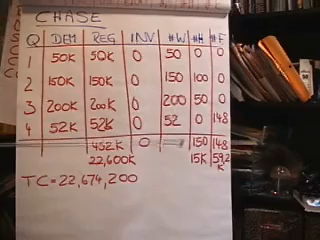 CHASE
Q DEM REG INV #W #H #F
1 50K 50K 0 50 0 0
2 150K 150K 0 150 100 0
3 200K 200K 0 200 50 0
4 52K 52K 0 52 0 148
452K 0 150 148
22,600K 15K 59,2K
TC=22,674,200